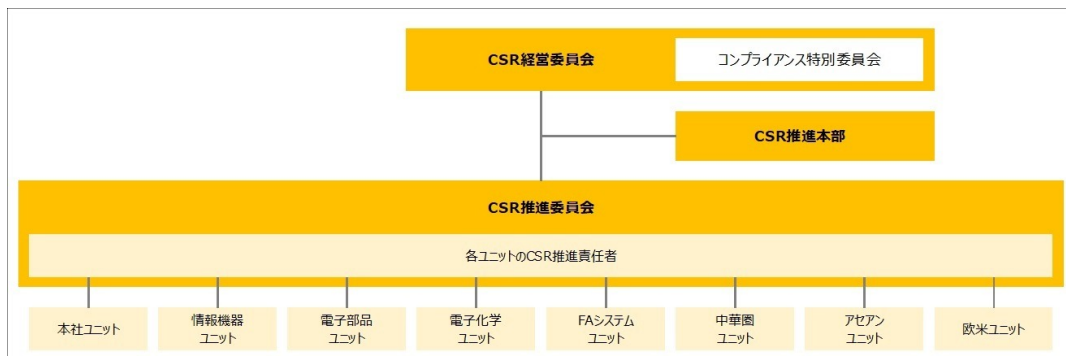 CSR経営委員会
コンプライアンス特別委員会
CSR推進本部
CSR推進委員会
各ユニットのCSR推進責任者
本社ユニット
情報機器
ユニット
電子部品
ユニット
電子化学
ユニット
FAシステム
ユニット
中華圏
ユニット
アセアン
ユニット
欧米ユニット